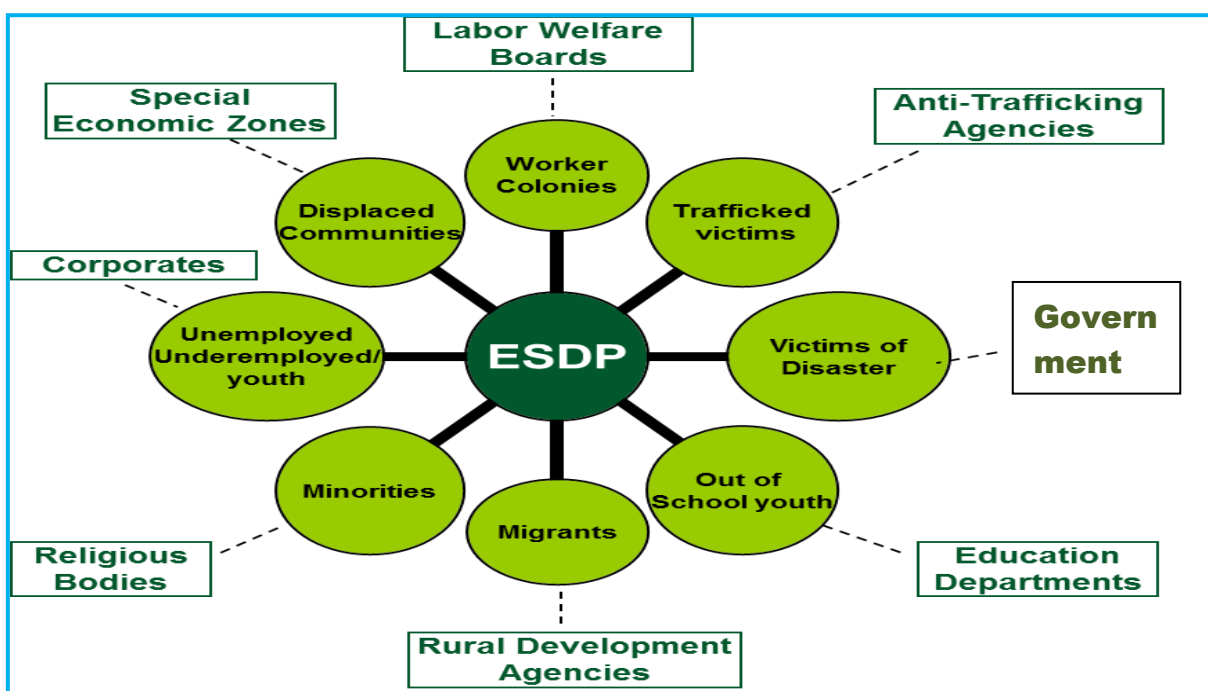 Labor Welfare
Boards
Special
Economic Zones
Anti-Trafficking
Agencies
Worker
Colonies
Displaced
Communities
Trafficked
victims
Corporates
Unemployed
Underemployed/
youth
ESDP
Victims of
Disaster
Govern
ment
Minorities
Migrants
Out of
School youth
Religious
Bodies
Education
Departments
Rural Development
Agencies